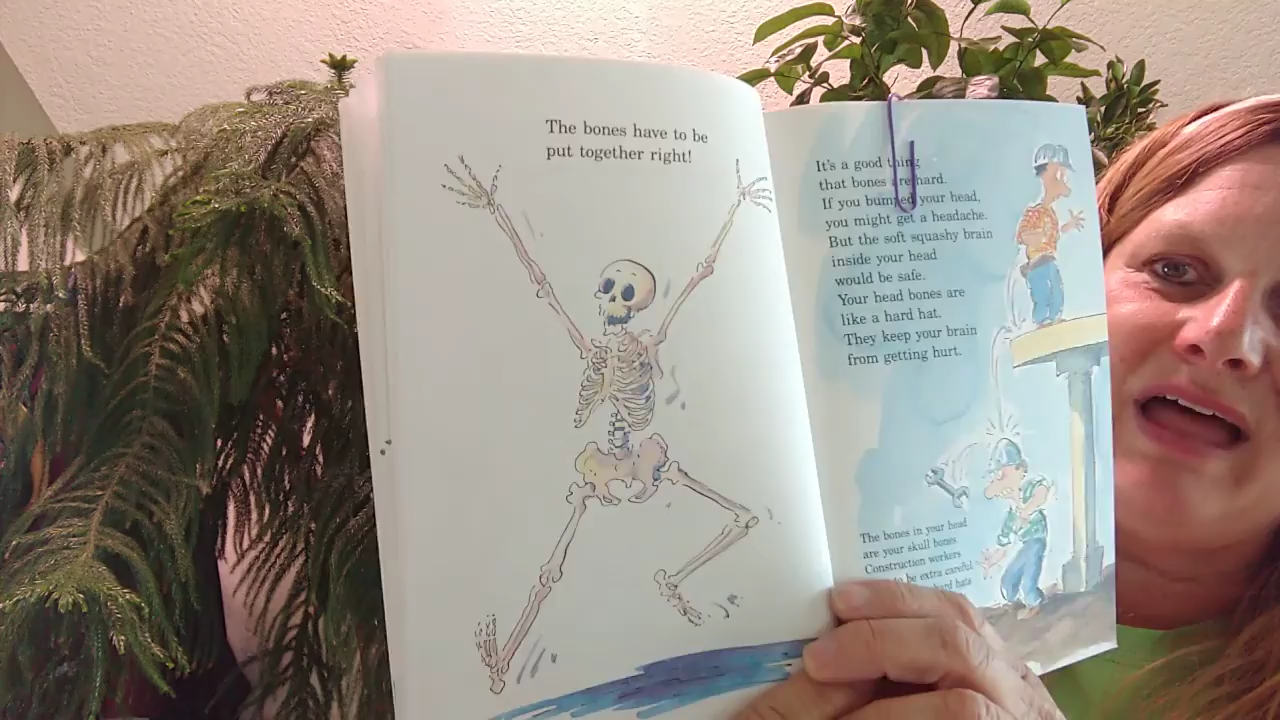 The bones have to be
put together right!
It's a good thing
that bones are hard.
If you bumped your head,
you might get a headache.
But the soft squashy brain
inside your head
would be safe.
Your head bones are
like a hard hat.
They keep your brain
from getting hurt.
The bones in your head
are your skull bones
Construction workers
to be extra careful
hard hats